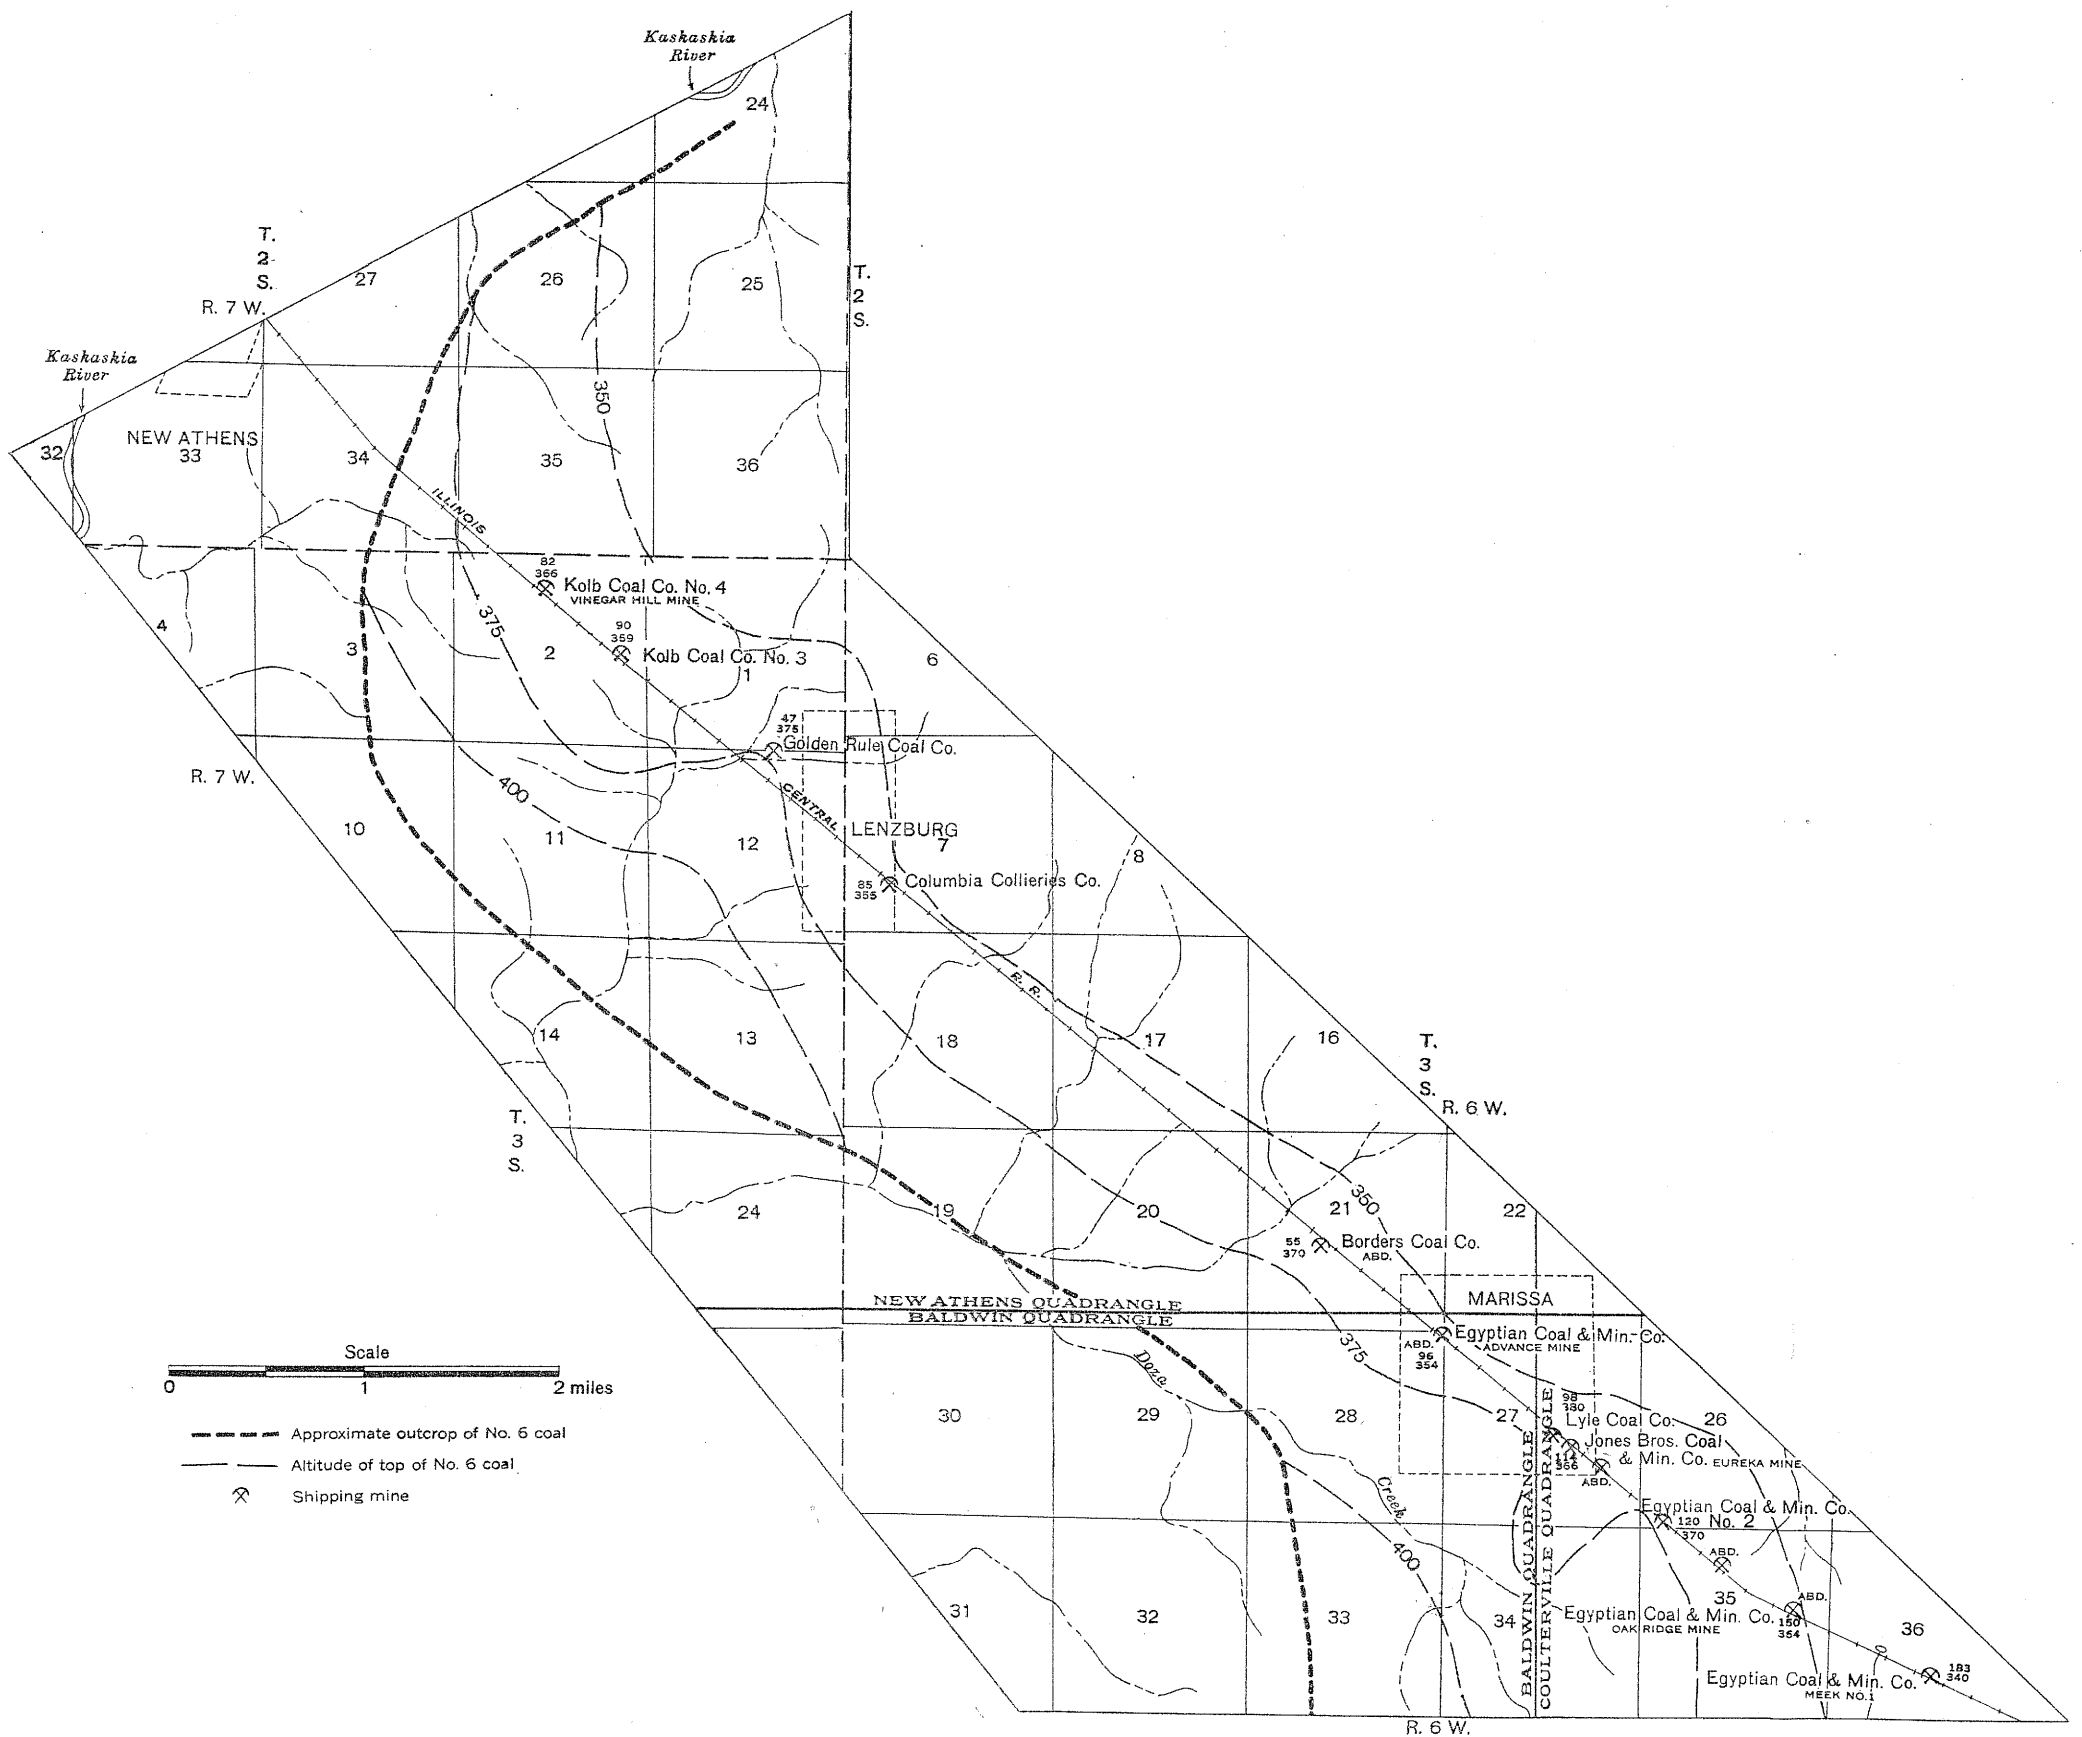 Kaskaskia
River
24
T.
2
S.
27
26
25
T.
2
S.
R. 7 W.
Kaskaskia
River
350
32
NEW ATHENS
33
34
35
36
ILLINOIS
82
366
Kolb Coal Co. No. 4
VINEGAR HILL MINE
375
4
90
359
3
2
Kolb Coal Co. No. 3
1
6
47
375
Golden Rule Coal Co.
R. 7 W.
400
CENTRAL
10
11
12
LENZBURG
7
8
85
355
Columbia Collieries Co.
R. R.
14
13
18
17
16
T.
3
S.
R. 6 W.
T.
3
S.
24
19
20
21
350
22
55
370
Borders Coal Co.
ABD.
NEW ATHENS QUADRANGLE
BALDWIN QUADRANGLE
MARISSA
375
Egyptian Coal & Min. Co.
ADVANCE MINE
ABD.
96
354
Scale
0 1 2 miles
Doza
Creek
30
29
28
27
26
98
380
Lyle Coal Co.
Jones Bros. Coal
& Min. Co. EUREKA MINE
114
366
ABD.
Approximate outcrop of No. 6 coal
Altitude of top of No. 6 coal
Shipping mine
BALDWIN QUADRANGLE
COULTERVILLE QUADRANGLE
Egyptian Coal & Min. Co.
No. 2
120
370
400
ABD.
31
32
33
34
35
36
ABD.
Egyptian Coal & Min. Co.
OAK RIDGE MINE
150
364
Egyptian Coal & Min. Co.
MEEK NO. 1
183
340
R. 6 W.